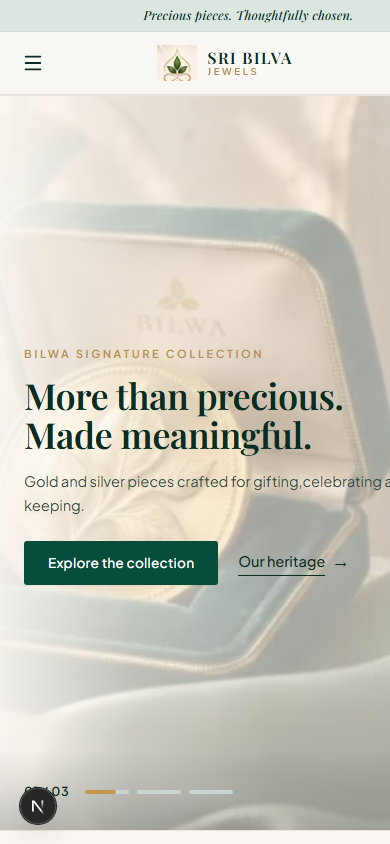 Precious pieces. Thoughtfully chosen.
SRI BILVA
JEWELS
BILWA
BILWA SIGNATURE COLLECTION
More than precious.
Made meaningful.
Gold and silver pieces crafted for gifting,celebrating a
keeping.
Explore the collection
Our heritage →
/03
N